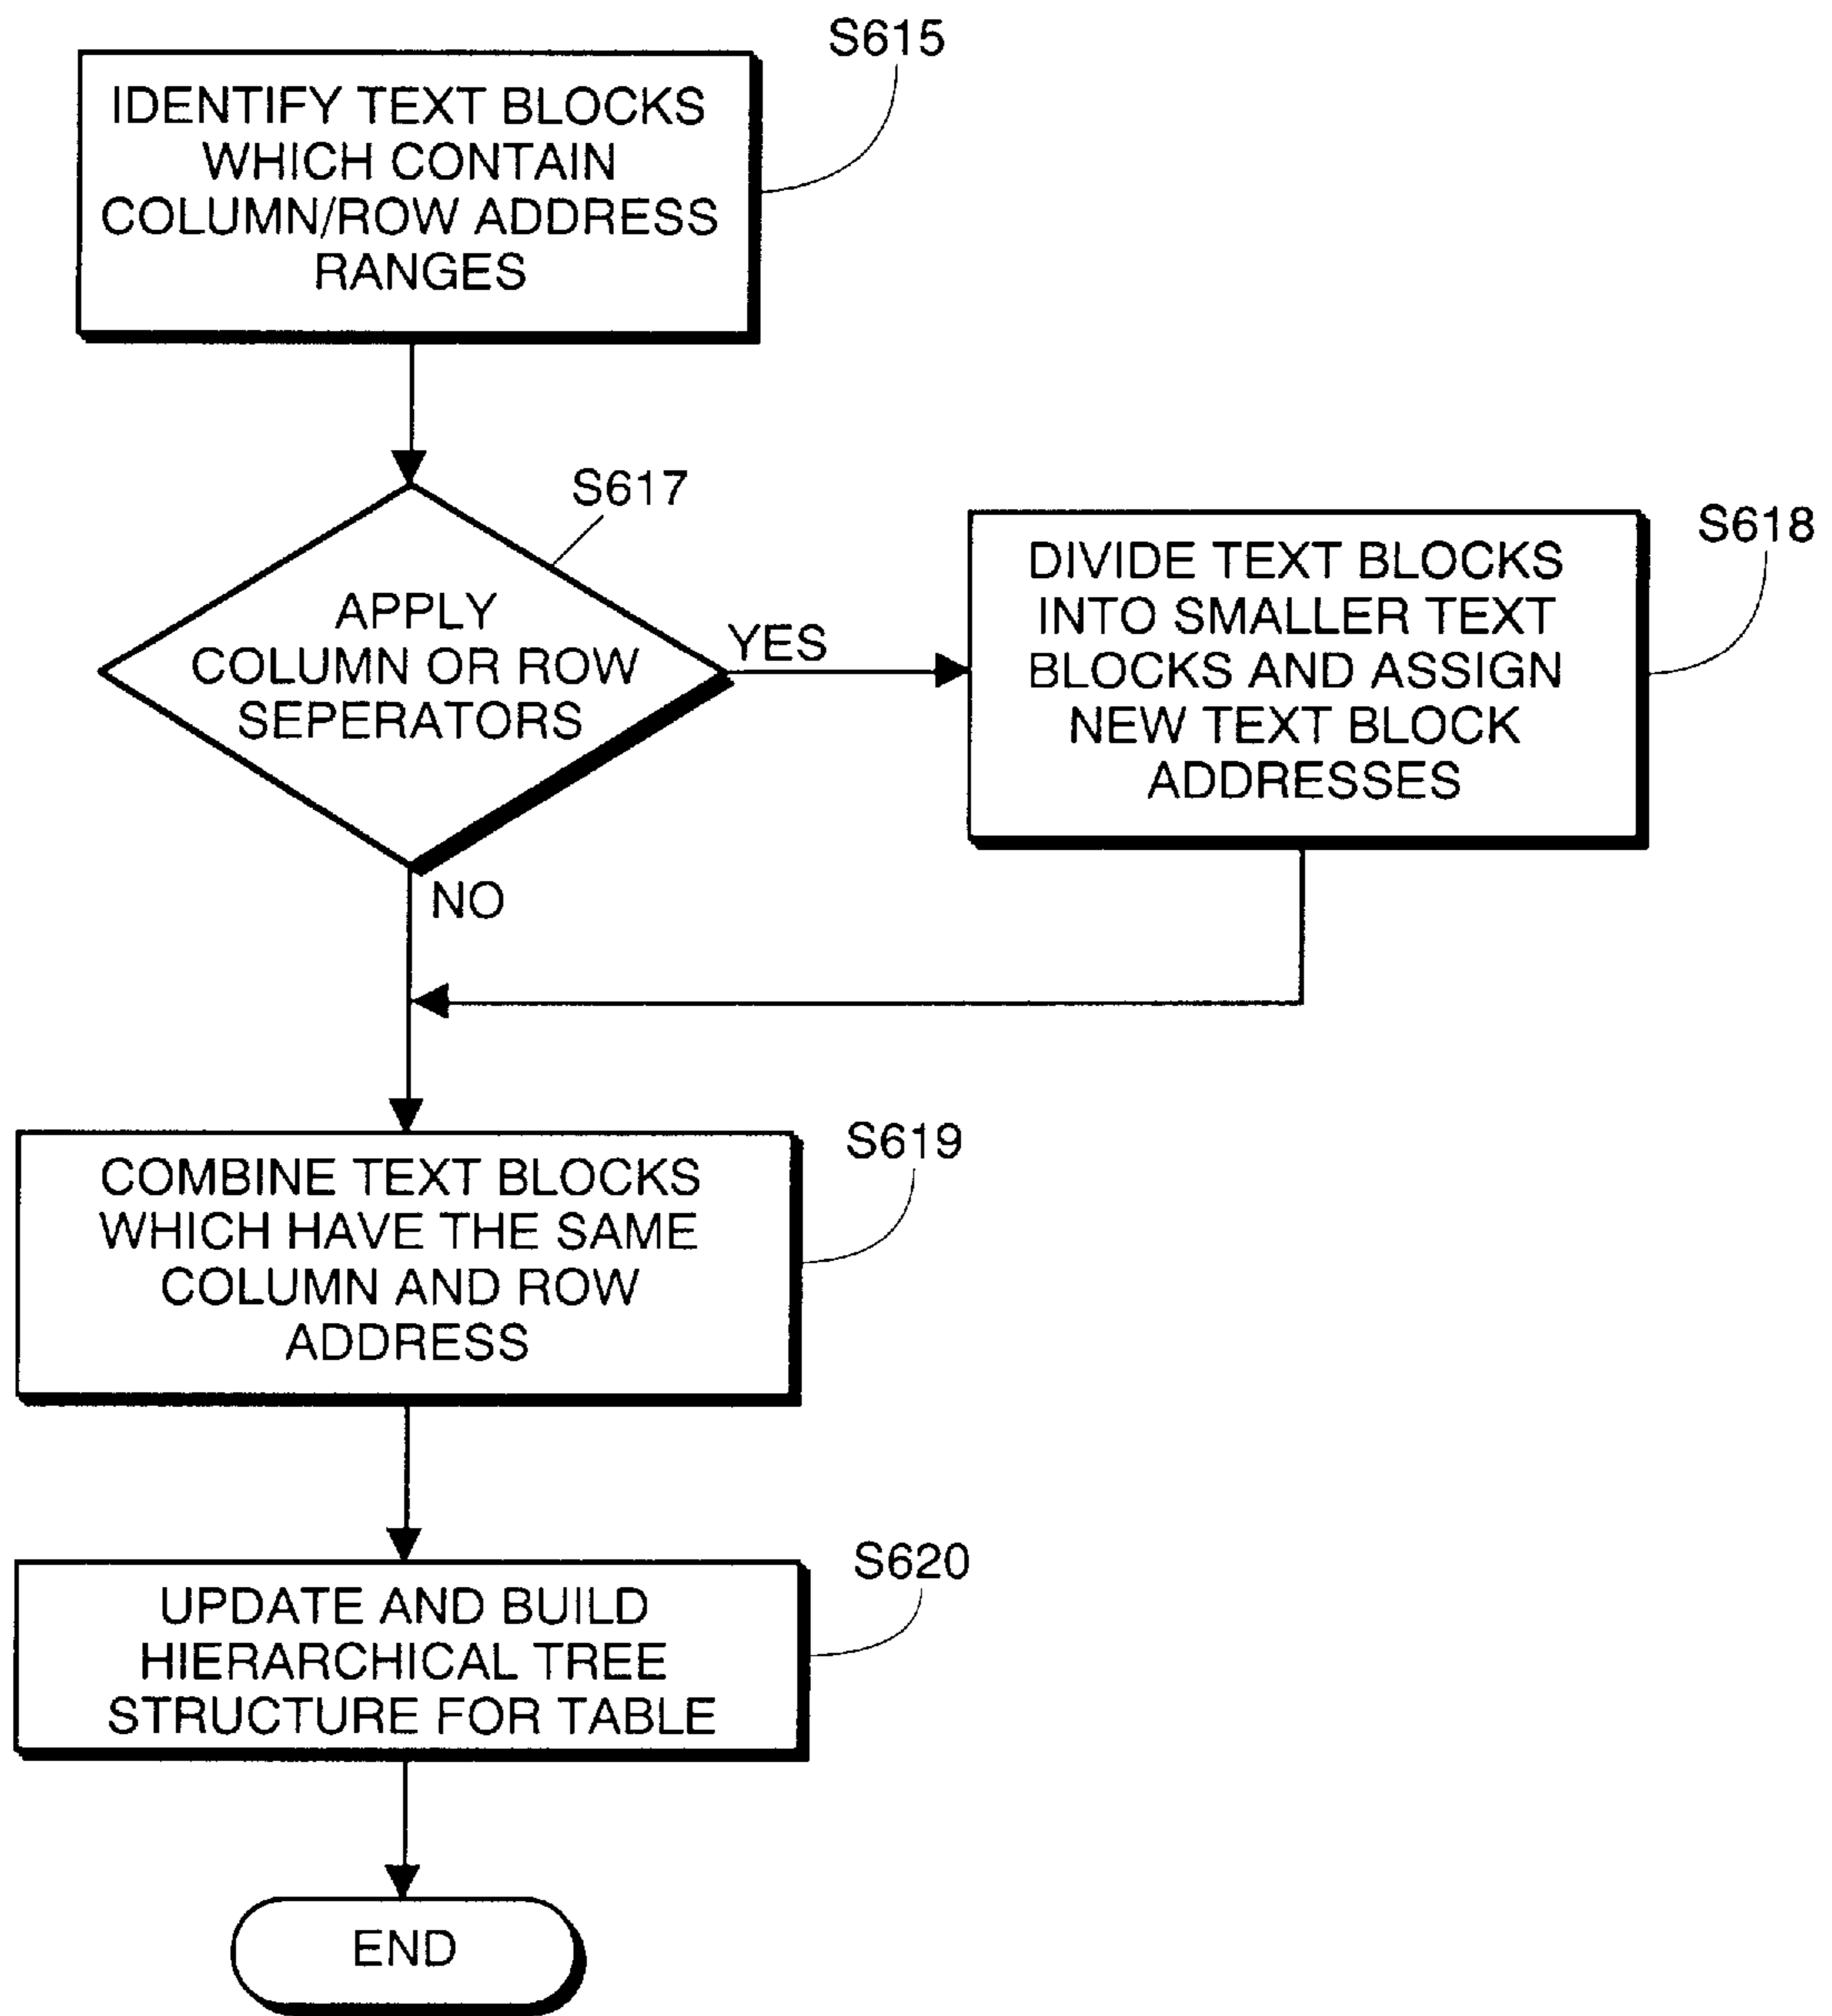 S615
IDENTIFY TEXT BLOCKS
WHICH CONTAIN
COLUMN/ROW ADDRESS
RANGES
S617
APPLY
COLUMN OR ROW
SEPERATORS
YES
NO
S618
DIVIDE TEXT BLOCKS
INTO SMALLER TEXT
BLOCKS AND ASSIGN
NEW TEXT BLOCK
ADDRESSES
S619
COMBINE TEXT BLOCKS
WHICH HAVE THE SAME
COLUMN AND ROW
ADDRESS
S620
UPDATE AND BUILD
HIERARCHICAL TREE
STRUCTURE FOR TABLE
END